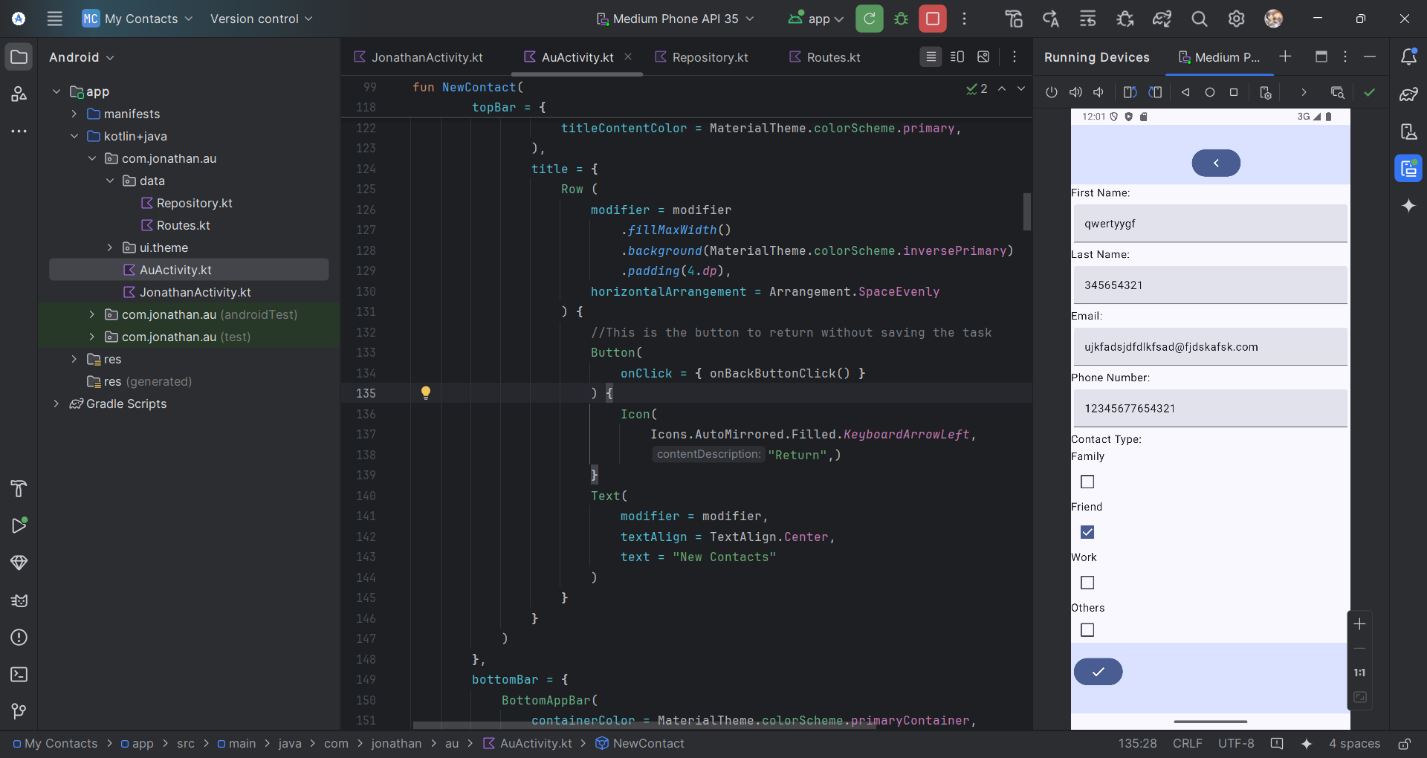 MC My Contacts Version control Medium Phone API 35 app
Android
JonathanActivity.kt AuActivity.kt Repository.kt Routes.kt
Running Devices Medium P...
app
manifests
kotlin+java
com.jonathan.au
data
Repository.kt
Routes.kt
ui.theme
AuActivity.kt
JonathanActivity.kt
com.jonathan.au (androidTest)
com.jonathan.au (test)
res
res (generated)
Gradle Scripts
2
99 fun NewContact(
118 topBar = {
122 titleContentColor = MaterialTheme.colorScheme.primary,
123 ),
124 title = {
125 Row (
126 modifier = modifier
127 .fillMaxWidth()
128 .background(MaterialTheme.colorScheme.inversePrimary)
129 .padding(4.dp),
130 horizontalArrangement = Arrangement.SpaceEvenly
131 ) {
132 //This is the button to return without saving the task
133 Button(
134 onClick = { onBackButtonClick() }
135 ) {
136 Icon(
137 Icons.AutoMirrored.Filled.KeyboardArrowLeft,
138 contentDescription: "Return",)
139 }
140 Text(
141 modifier = modifier,
142 textAlign = TextAlign.Center,
143 text = "New Contacts"
144 )
145 }
146 }
147 )
148 },
149 bottomBar = {
150 BottomAppBar(
151 containerColor = MaterialTheme.colorScheme.primaryContainer,
12:01 3G
First Name:
qwertyygf
Last Name:
345654321
Email:
ujkfadsjdfdlkfsad@fjdskafsk.com
Phone Number:
12345677654321
Contact Type:
Family
Friend
Work
Others
1:1
My Contacts > app > src > main > java > com > jonathan > au > AuActivity.kt > NewContact
135:28 CRLF UTF-8 4 spaces